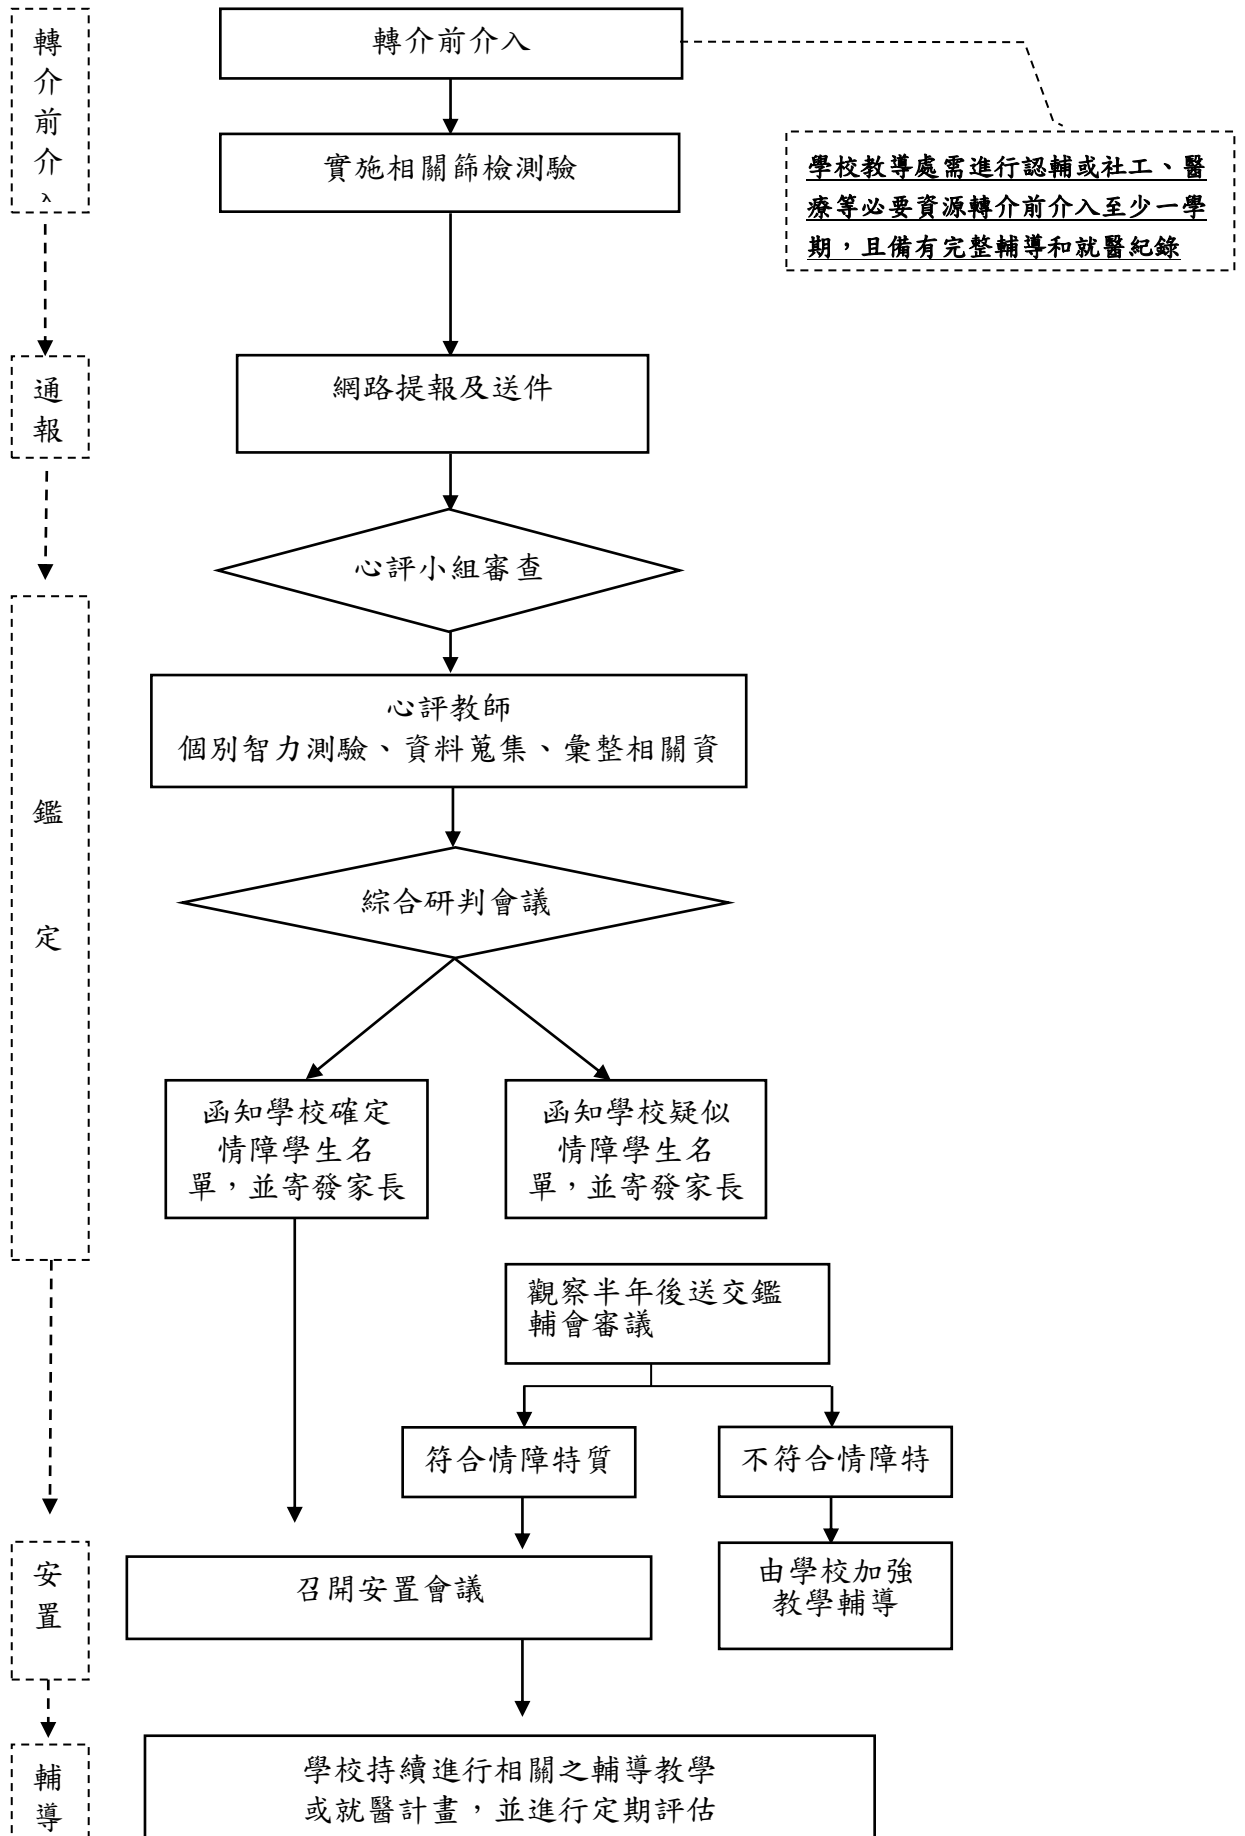 轉介前介入
轉介前介入
實施相關篩檢測驗
學校教導處需進行認輔或社工、醫
療等必要資源轉介前介入至少一學
期，且備有完整輔導和就醫紀錄
通報
網路提報及送件
心評小組審查
鑑定
心評教師
個別智力測驗、資料蒐集、彙整相關資
綜合研判會議
函知學校確定
情障學生名
單，並寄發家長
函知學校疑似
情障學生名
單，並寄發家長
觀察半年後送交鑑
輔會審議
符合情障特質
不符合情障特
安置
召開安置會議
由學校加強
教學輔導
輔導
學校持續進行相關之輔導教學
或就醫計畫，並進行定期評估